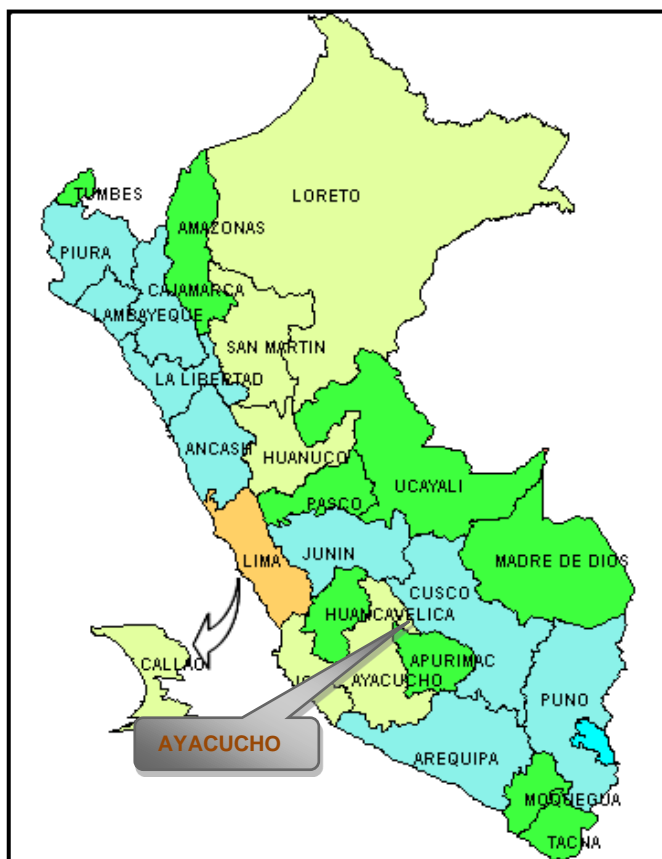 LORETO
TUMBES
AMAZONAS
PIURA
CAJAMARCA
LAMBAYEQUE
SAN MARTIN
LA LIBERTAD
ANCASH
HUANUCO
UCAYALI
PASCO
JUNIN
LIMA
MADRE DE DIOS
CUSCO
HUANCAVELICA
CALLAO
APURIMAC
AYACUCHO
PUNO
AYACUCHO
AREQUIPA
MOQUEGUA
TACNA